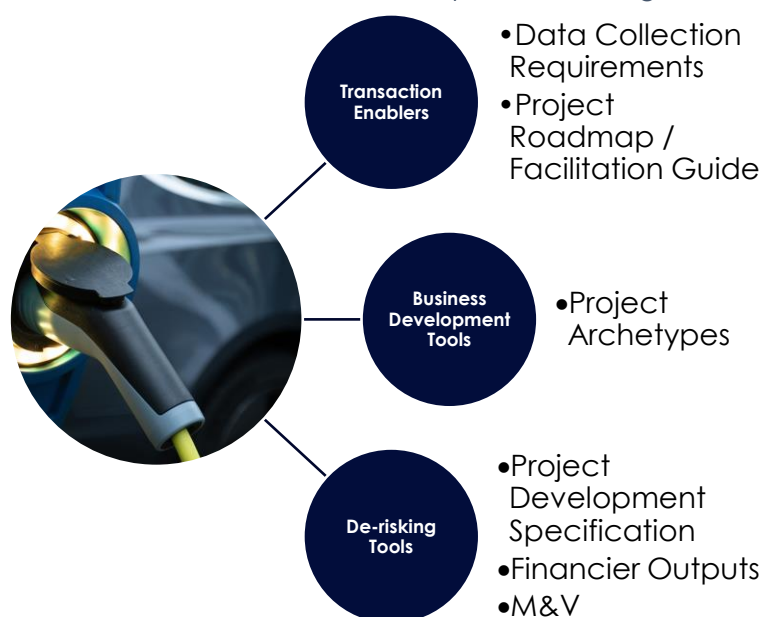 Transaction
Enablers
•Data Collection
Requirements
•Project
Roadmap /
Facilitation Guide
Business
Development
Tools
•Project
Archetypes
De-risking
Tools
•Project
Development
Specification
•Financier Outputs
•M&V